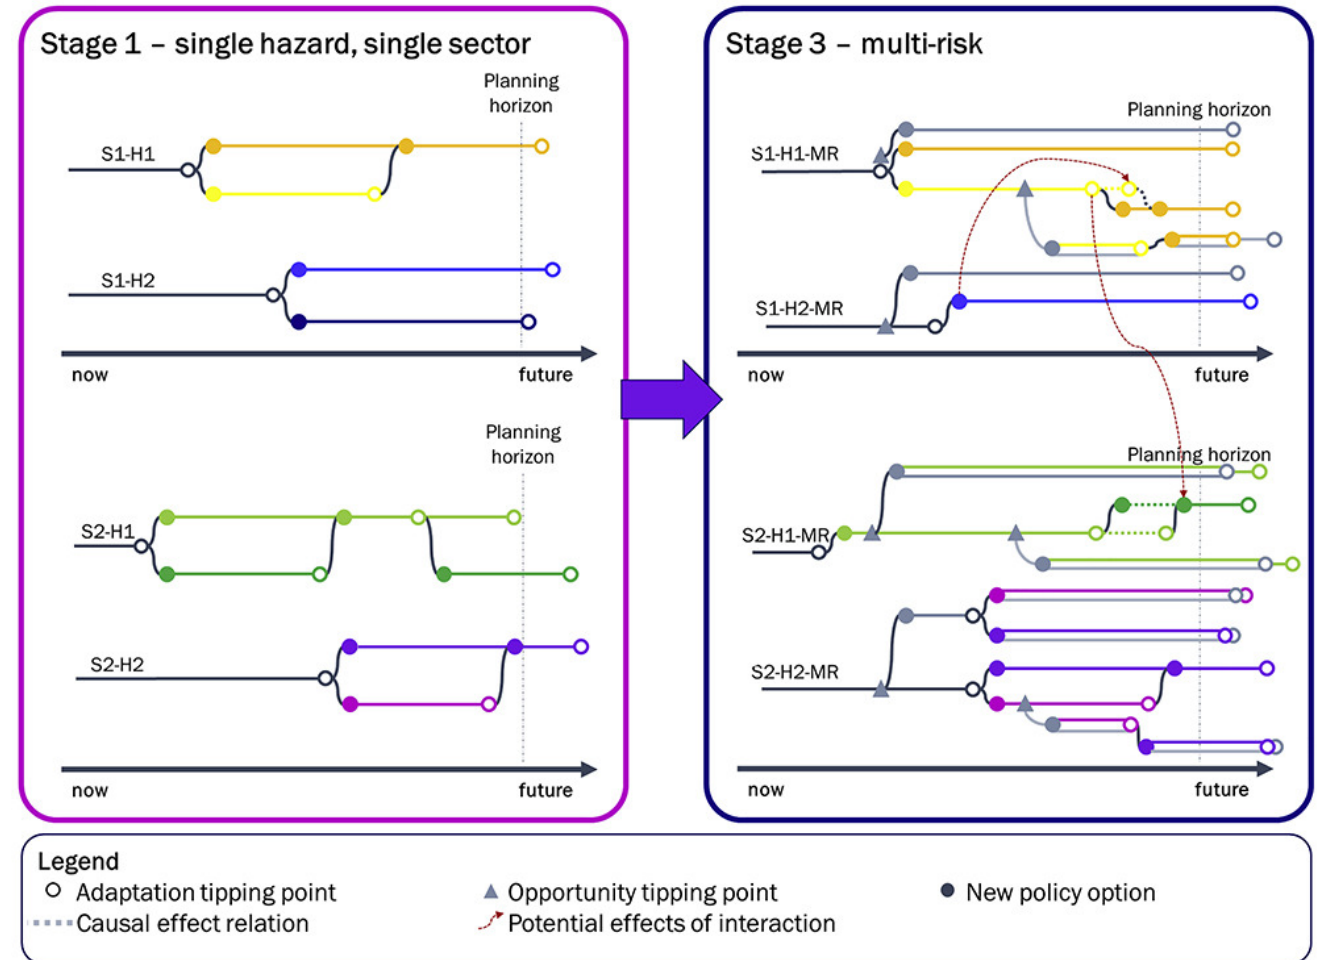 Stage 1 – single hazard, single sector
Planning
horizon
S1-H1
S1-H2
now
future
Planning
horizon
S2-H1
S2-H2
now
future
Stage 3 – multi-risk
Planning horizon
S1-H1-MR
S1-H2-MR
now
future
Planning horizon
S2-H1-MR
S2-H2-MR
now
future
Legend
Adaptation tipping point
Opportunity tipping point
New policy option
Causal effect relation
Potential effects of interaction